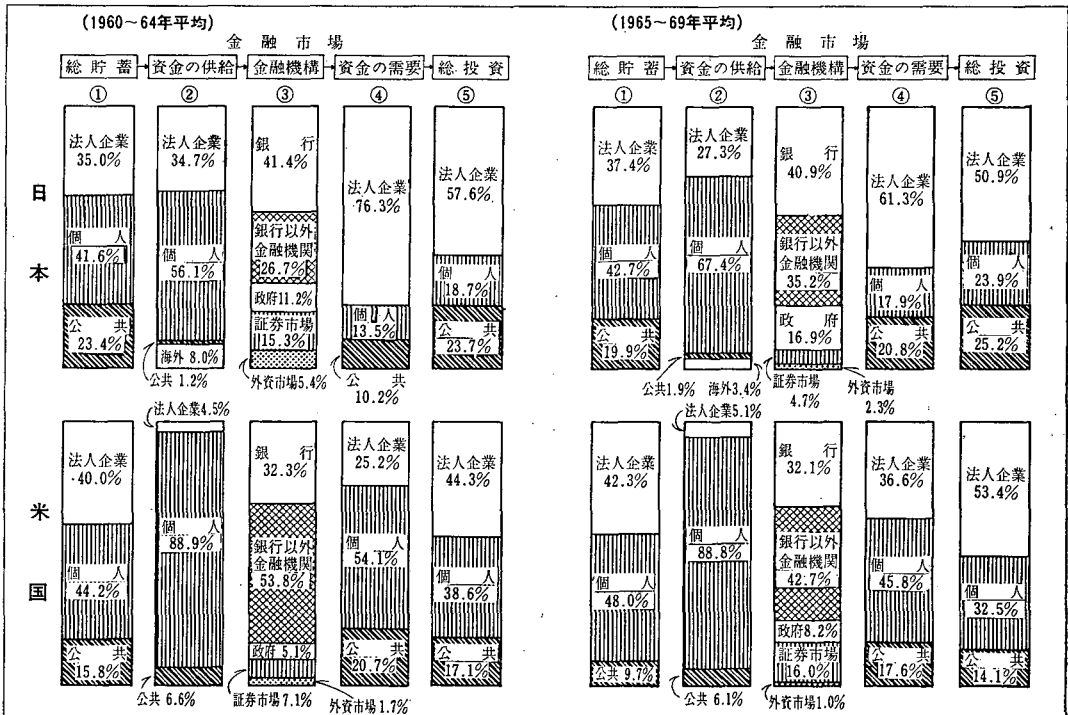 (1960～64年平均)
金融市場
総貯蓄 資金の供給 金融機構 資金の需要 総投資
① ② ③ ④ ⑤
日本
法人企業
35.0%
個人
41.6%
公共
23.4%
法人企業
34.7%
個人
56.1%
海外 8.0%
公共 1.2%
銀行
41.4%
銀行以外
金融機関
26.7%
政府11.2%
証券市場
15.3%
外資市場5.4%
法人企業
76.3%
個人
13.5%
公共
10.2%
法人企業
57.6%
個人
18.7%
公共
23.7%
(1965～69年平均)
金融市場
総貯蓄 資金の供給 金融機構 資金の需要 総投資
① ② ③ ④ ⑤
法人企業
37.4%
個人
42.7%
公共
19.9%
法人企業
27.3%
個人
67.4%
公共1.9%
海外3.4%
銀行
40.9%
銀行以外
金融機関
35.2%
政府
16.9%
証券市場
4.7%
外資市場
2.3%
法人企業
61.3%
個人
17.9%
公共
20.8%
法人企業
50.9%
個人
23.9%
公共
25.2%
米国
法人企業
40.0%
個人
44.2%
公共
15.8%
法人企業4.5%
個人
88.9%
公共 6.6%
銀行
32.3%
銀行以外
金融機関
53.8%
政府 5.1%
証券市場7.1%
外資市場1.7%
法人企業
25.2%
個人
54.1%
公共
20.7%
法人企業
44.3%
個人
38.6%
公共
17.1%
法人企業
42.3%
個人
48.0%
公共 9.7%
法人企業5.1%
個人
88.8%
公共 6.1%
銀行
32.1%
銀行以外
金融機関
42.7%
政府8.2%
証券市場
16.0%
外資市場1.0%
法人企業
36.6%
個人
45.8%
公共
17.6%
法人企業
53.4%
個人
32.5%
公共
14.1%